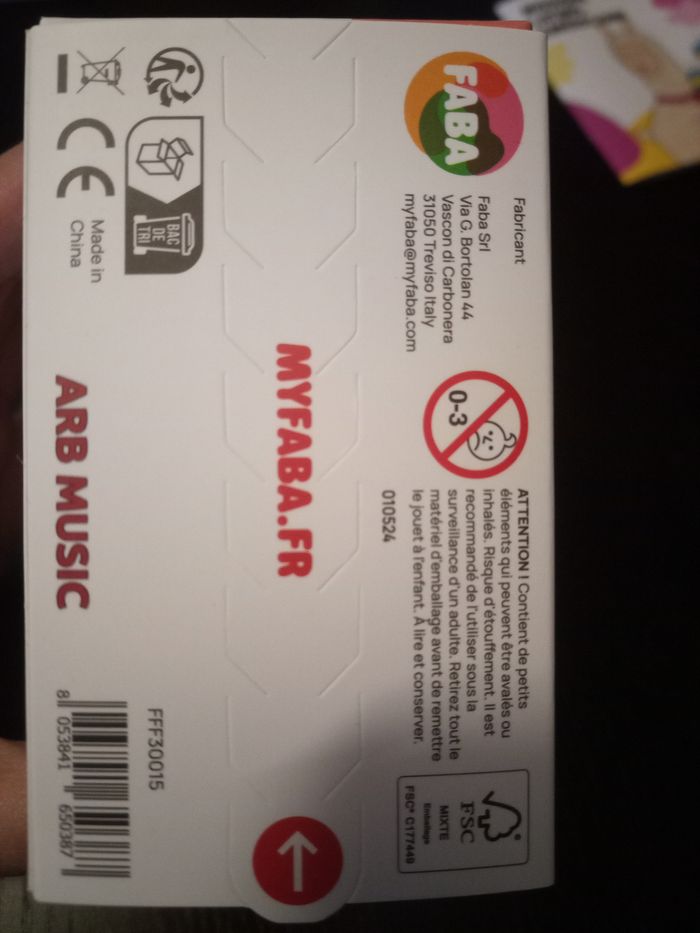 FABA
Fabricant
Faba Srl
Via G. Bortolan 44
Vascon di Carbonera
31050 Treviso Italy
myfaba@myfaba.com
0-3
ATTENTION ! Contient de petits
éléments qui peuvent être avalés ou
inhalés. Risque d'étouffement. Il est
recommandé de l'utiliser sous la
surveillance d'un adulte. Retirez tout le
matériel d'emballage avant de remettre
le jouet à l'enfant. À lire et conserver.
010524
FSC
MIXTE
Emballage
FSC® C177449
MYFABA.FR
BAC
DE
TRI
CE
Made in
China
ARB MUSIC
FFF30015
8 053841 650387